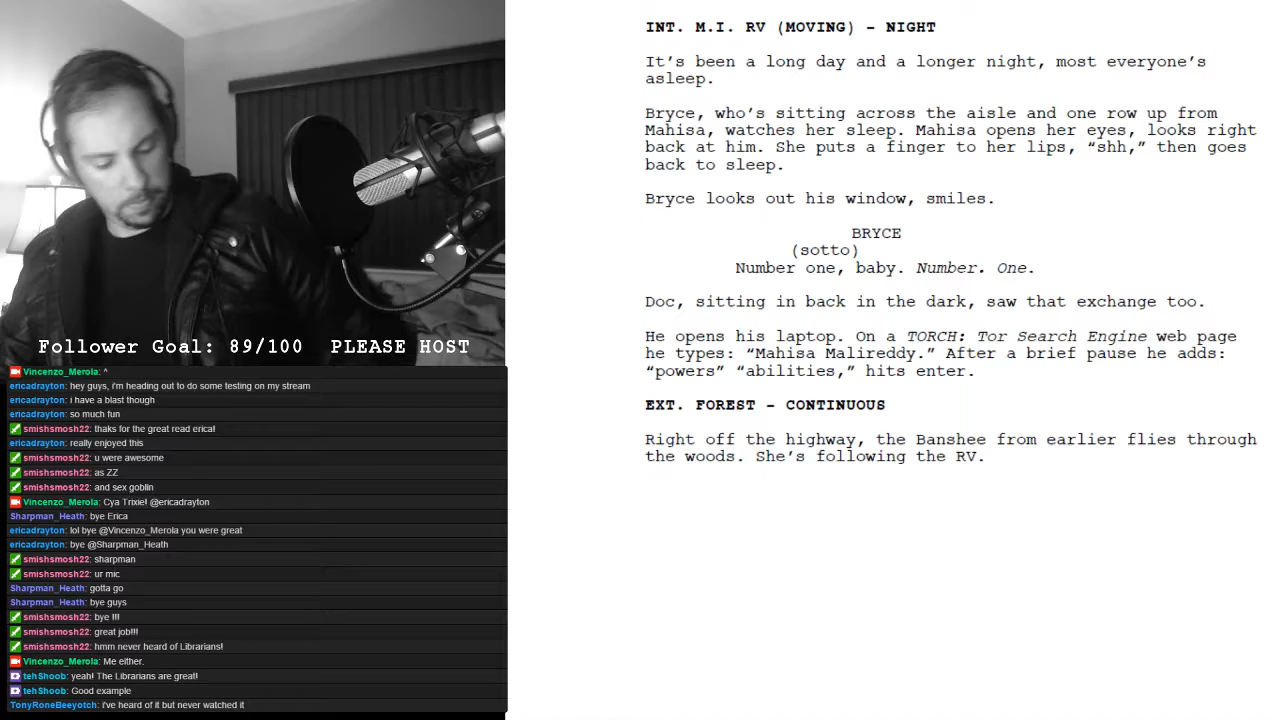 INT. M.I. RV (MOVING) – NIGHT
It’s been a long day and a longer night, most everyone’s
asleep.
Bryce, who’s sitting across the aisle and one row up from
Mahisa, watches her sleep. Mahisa opens her eyes, looks right
back at him. She puts a finger to her lips, “shh,” then goes
back to sleep.
Bryce looks out his window, smiles.
BRYCE
(sotto)
Number one, baby. Number. One.
Doc, sitting in back in the dark, saw that exchange too.
He opens his laptop. On a TORCH: Tor Search Engine web page
he types: “Mahisa Malireddy.” After a brief pause he adds:
“powers” “abilities,” hits enter.
EXT. FOREST – CONTINUOUS
Right off the highway, the Banshee from earlier flies through
the woods. She’s following the RV.
Follower Goal: 89/100 PLEASE HOST
Vincenzo_Merola: ^
ericadrayton: hey guys, i'm heading out to do some testing on my stream
ericadrayton: i have a blast though
ericadrayton: so much fun
smishsmosh22: thaks for the great read erica!
ericadrayton: really enjoyed this
smishsmosh22: u were awesome
smishsmosh22: as ZZ
smishsmosh22: and sex goblin
Vincenzo_Merola: Cya Trixie! @ericadrayton
Sharpman_Heath: bye Erica
ericadrayton: lol bye @Vincenzo_Merola you were great
ericadrayton: bye @Sharpman_Heath
smishsmosh22: sharpman
smishsmosh22: ur mic
Sharpman_Heath: gotta go
Sharpman_Heath: bye guys
smishsmosh22: bye !!!
smishsmosh22: great job!!!
smishsmosh22: hmm never heard of Librarians!
Vincenzo_Merola: Me either.
tehShoob: yeah! The Librarians are great!
tehShoob: Good example
TonyRoneBeeyotch: i've heard of it but never watched it